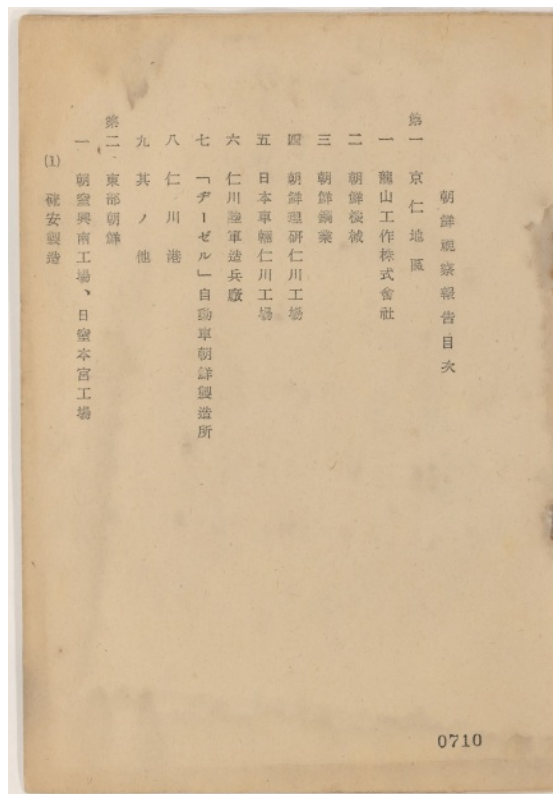 朝鮮視察報告目次
第一 京仁地區
一 龍山工作株式會社
二 朝鮮機械
三 朝鮮鋼業
四 朝鮮理研仁川工場
五 日本車輛仁川工場
六 仁川陸軍造兵廠
七 「ヂーゼル」自動車朝鮮製造所
八 仁川港
九 其ノ他
第二 東部朝鮮
一 朝窒興南工場、日窒本宮工場
(1) 硫安製造
0710